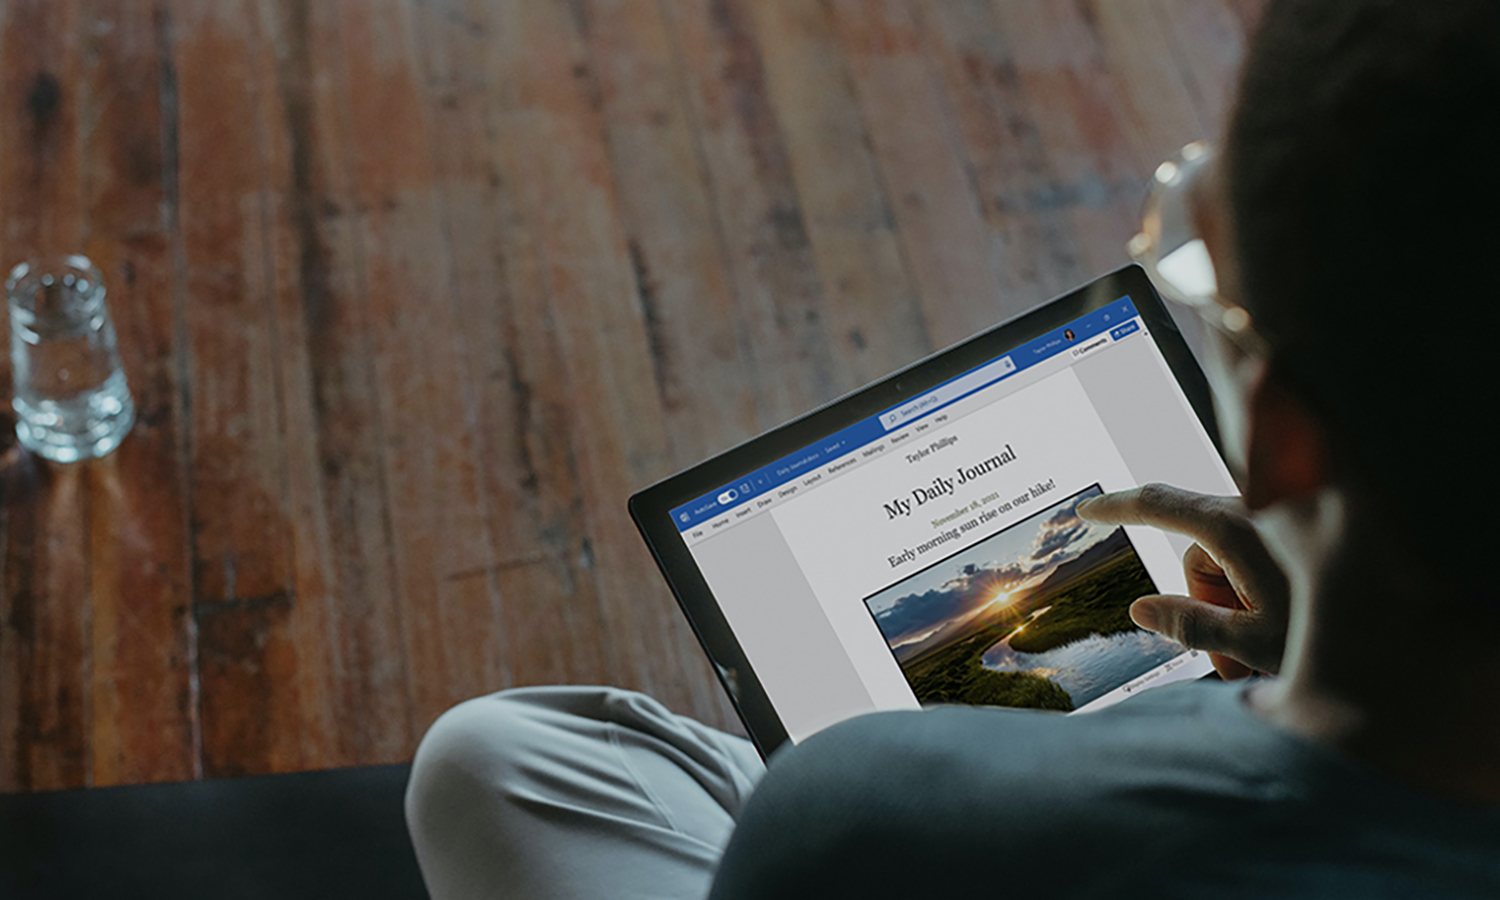 AutoSave On Daily Journal.docx - Saved Search (Alt+Q) Taylor Phillips
File Home Insert Draw Design Layout References Mailings Review View Help Comments Share
Taylor Phillips
My Daily Journal
November 18, 2021
Early morning sun rise on our hike!
Display Settings Focus